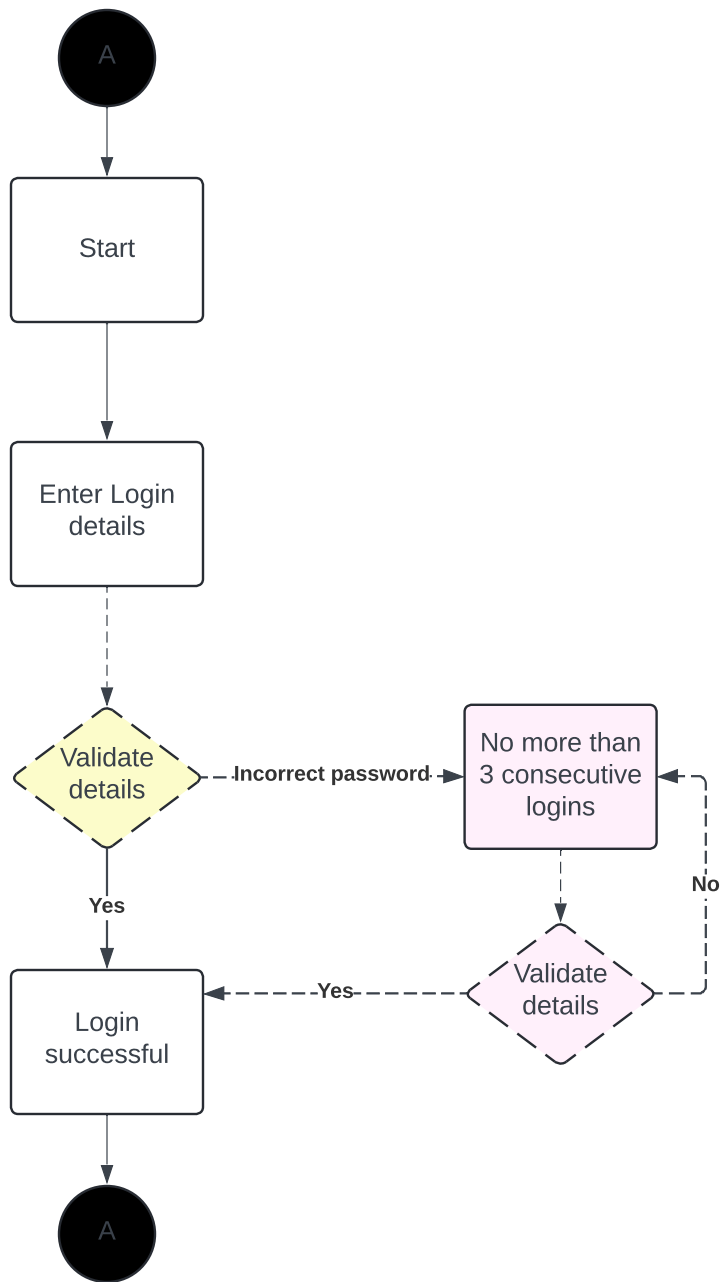 A
Start
Enter Login
details
Validate
details
Incorrect password
No more than
3 consecutive
logins
No
Yes
Validate
details
Yes
Login
successful
A